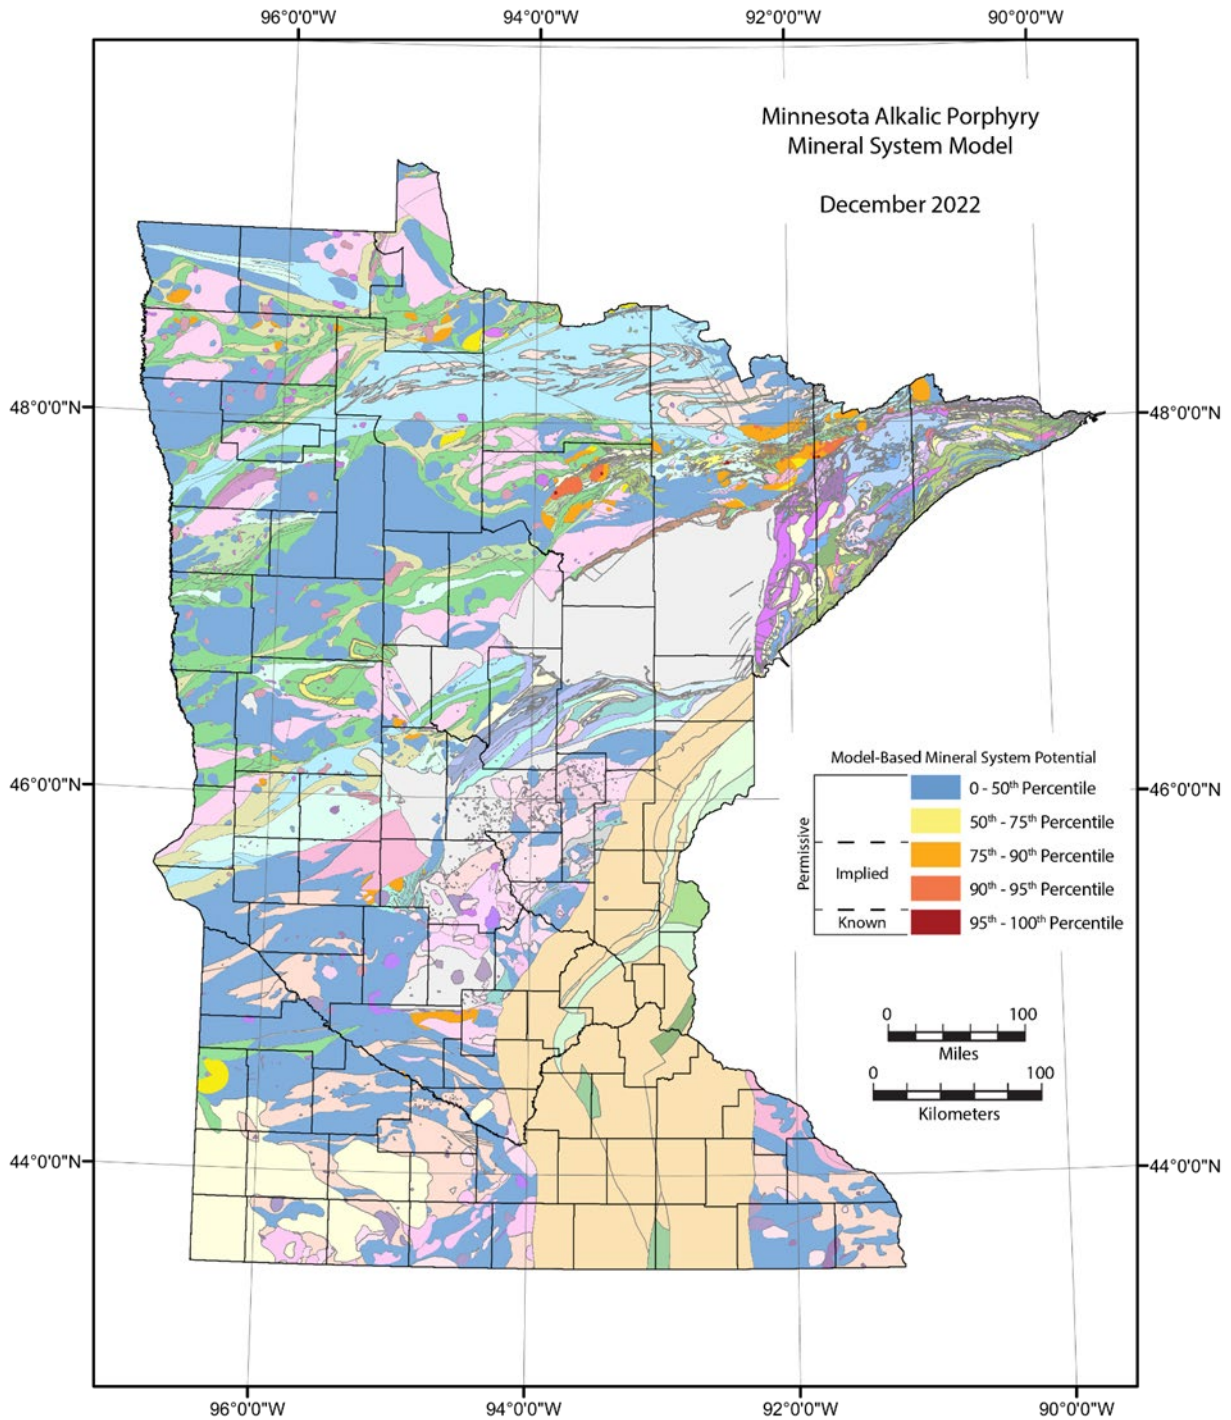 96°0'0"W 94°0'0"W 92°0'0"W 90°0'0"W
Minnesota Alkalic Porphyry
Mineral System Model
December 2022
48°0'0"N 48°0'0"N
46°0'0"N 46°0'0"N
Model-Based Mineral System Potential
Permissive
Implied
Known
0 - 50th Percentile
50th - 75th Percentile
75th - 90th Percentile
90th - 95th Percentile
95th - 100th Percentile
0 100
Miles
0 100
Kilometers
44°0'0"N 44°0'0"N
96°0'0"W 94°0'0"W 92°0'0"W 90°0'0"W